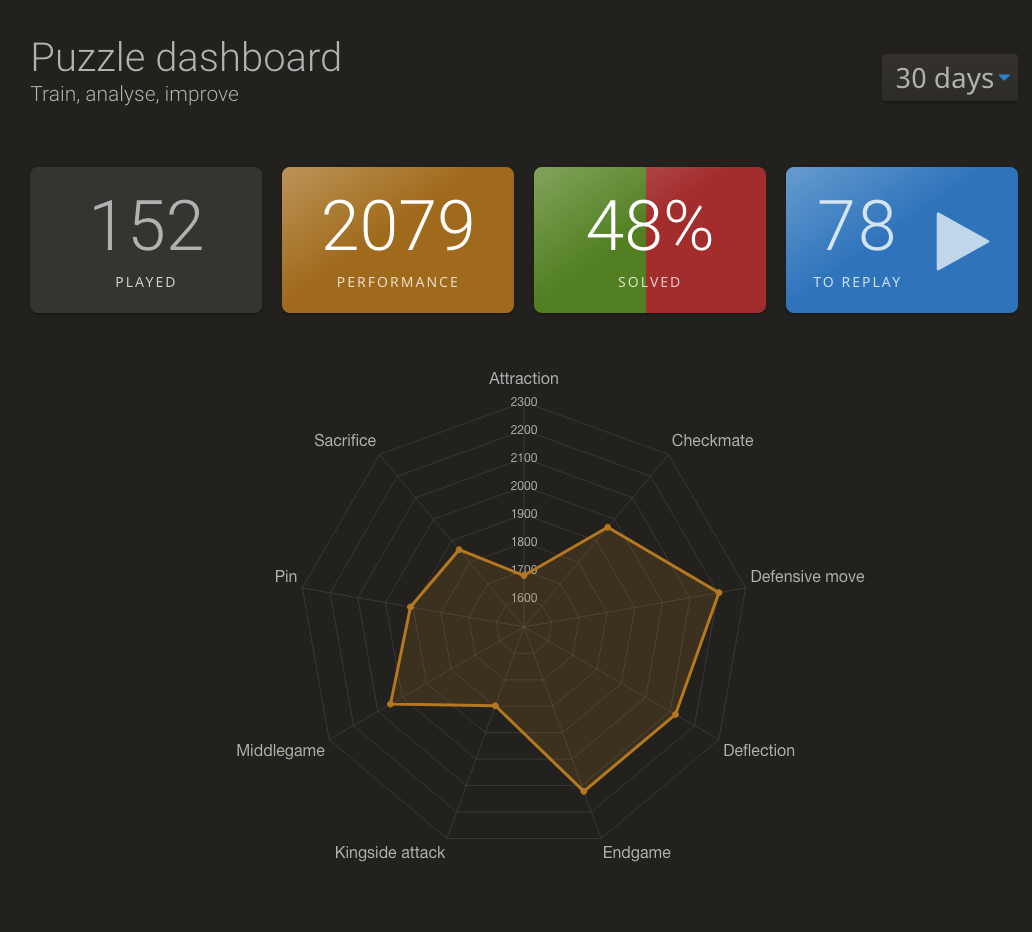 Puzzle dashboard
Train, analyse, improve
30 days
152
PLAYED
2079
PERFORMANCE
48%
SOLVED
78
TO REPLAY
Attraction
2300
2200
2100
2000
1900
1800
1700
1600
Checkmate
Defensive move
Deflection
Endgame
Kingside attack
Middlegame
Pin
Sacrifice